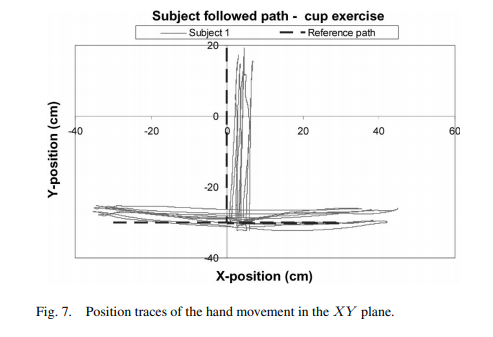 Subject followed path - cup exercise
Subject 1 Reference path
20
0
-40 -20 0 20 40 60
-20
-40
Y-position (cm)
X-position (cm)
Fig. 7. Position traces of the hand movement in the XY plane.